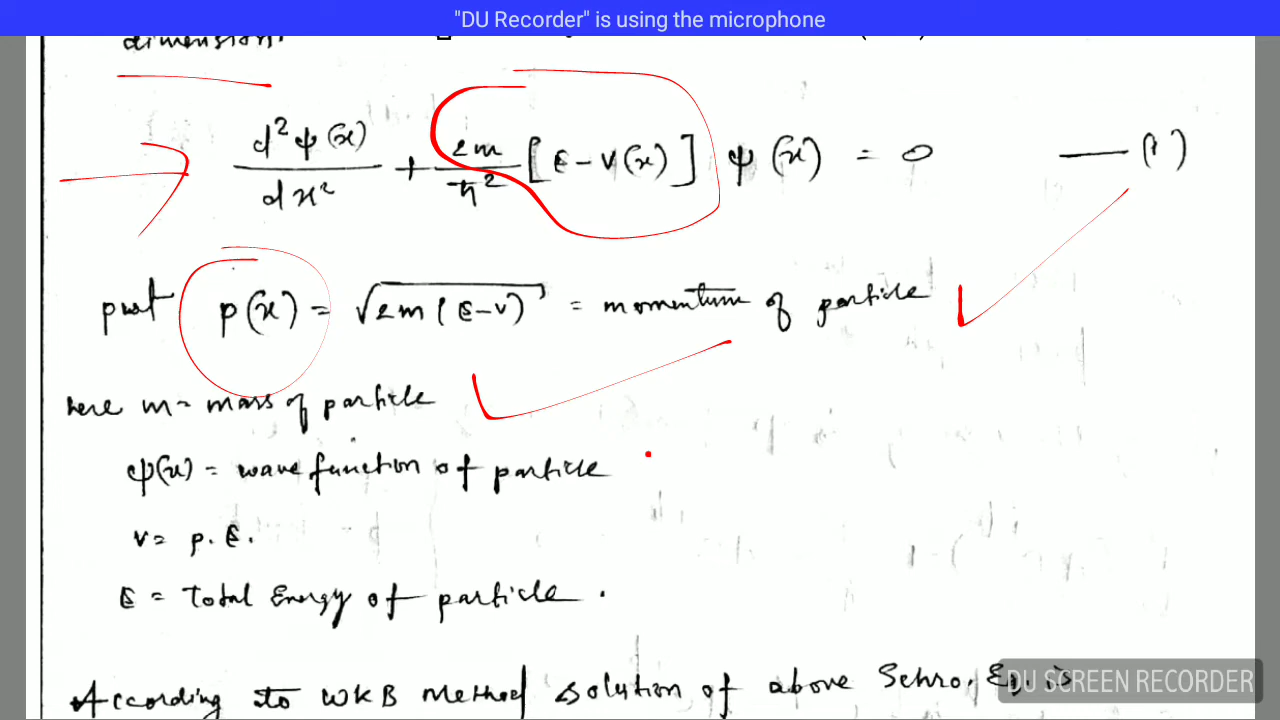 "DU Recorder" is using the microphone
dimension.
d²ψ(x)/dx² + 2m/ħ² [E - V(x)] ψ(x) = 0 —— (1)
put p(x) = √2m(E-V) = momentum of particle
here m = mass of particle
ψ(x) = wave function of particle
V = P.E.
E = Total Energy of particle.
According to WKB Method solution of above Schro. Eq. is
DU SCREEN RECORDER